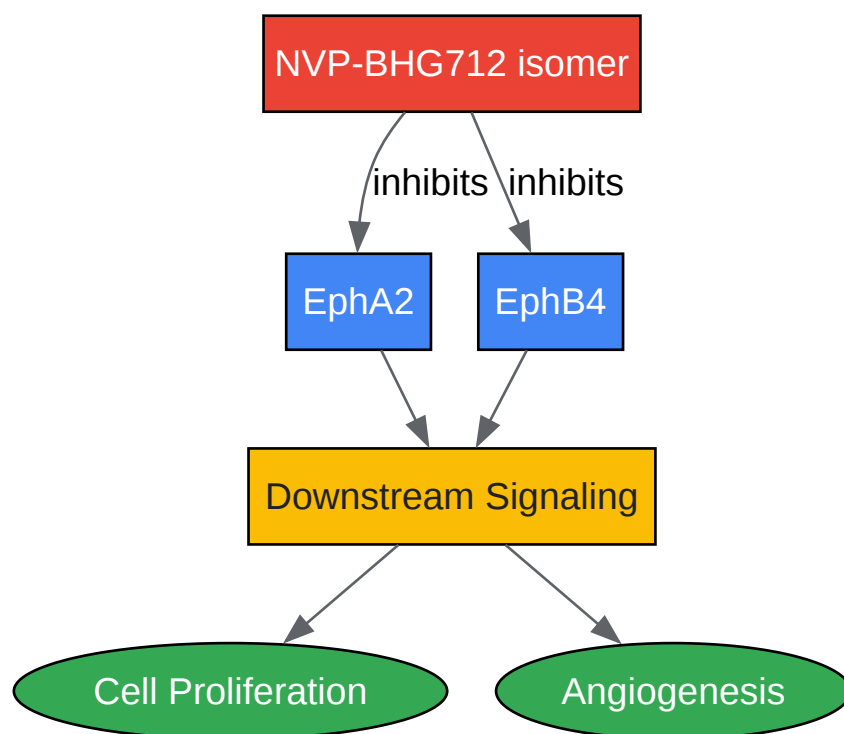 NVP-BHG712 isomer
inhibits inhibits
EphA2 EphB4
Downstream Signaling
Cell Proliferation Angiogenesis